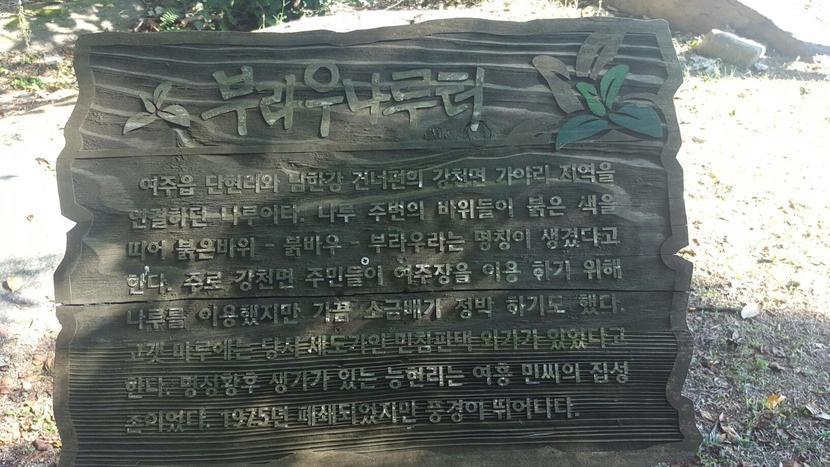 부라우나루터
여주읍 단현리와 남한강 건너편의 강천면 가야리 지역을
연결하던 나루이다. 나루 주변의 바위들이 붉은 색을
띠어 붉은바위 - 붉바우 - 부라우라는 명칭이 생겼다고
한다. 주로 강천면 주민들이 여주장을 이용 하기 위해
나루를 이용했지만 가끔 소금배가 정박 하기도 했다.
고갯 마루에는 당시 세도가인 민참판댁 외가가 있었다고
한다. 명성황후 생가가 있는 능현리는 여흥 민씨의 집성
촌이었다. 1975년 폐쇄되었지만 풍경이 뛰어나다.